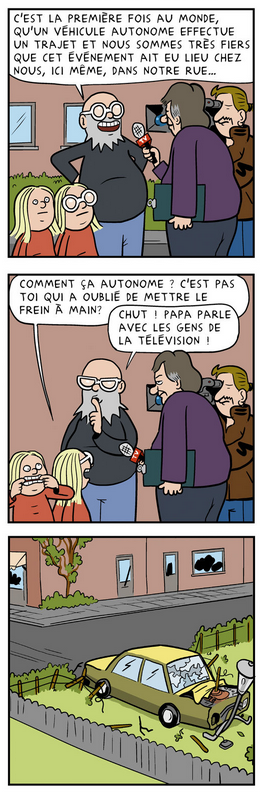 C'EST LA PREMIÈRE FOIS AU MONDE,
QU'UN VÉHICULE AUTONOME EFFECTUE
UN TRAJET ET NOUS SOMMES TRÈS FIERS
QUE CET ÉVÉNEMENT AIT EU LIEU CHEZ
NOUS, ICI MÊME, DANS NOTRE RUE...
COMMENT ÇA AUTONOME ? C'EST PAS
TOI QUI A OUBLIÉ DE METTRE LE
FREIN À MAIN?
CHUT ! PAPA PARLE
AVEC LES GENS DE
LA TÉLÉVISION !